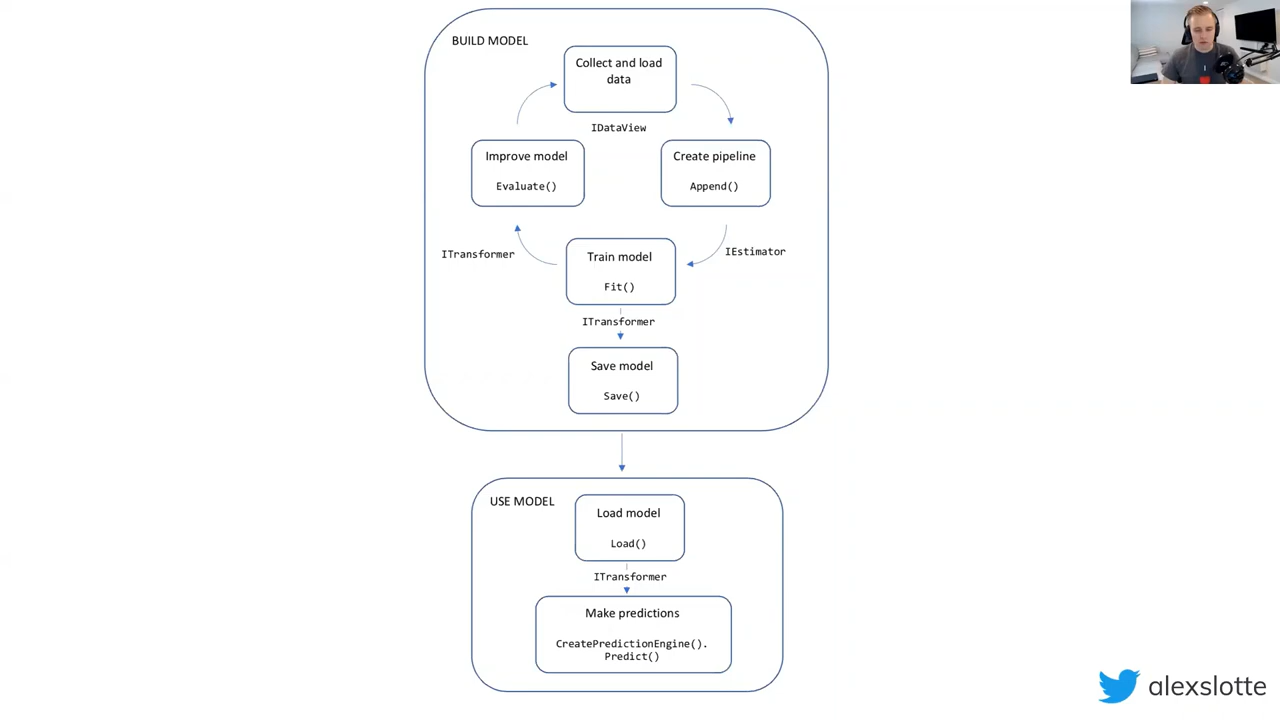 BUILD MODEL
Collect and load
data
IDataView
Improve model
Evaluate()
Create pipeline
Append()
ITransformer
IEstimator
Train model
Fit()
ITransformer
Save model
Save()
USE MODEL
Load model
Load()
ITransformer
Make predictions
CreatePredictionEngine().
Predict()
alexslotte